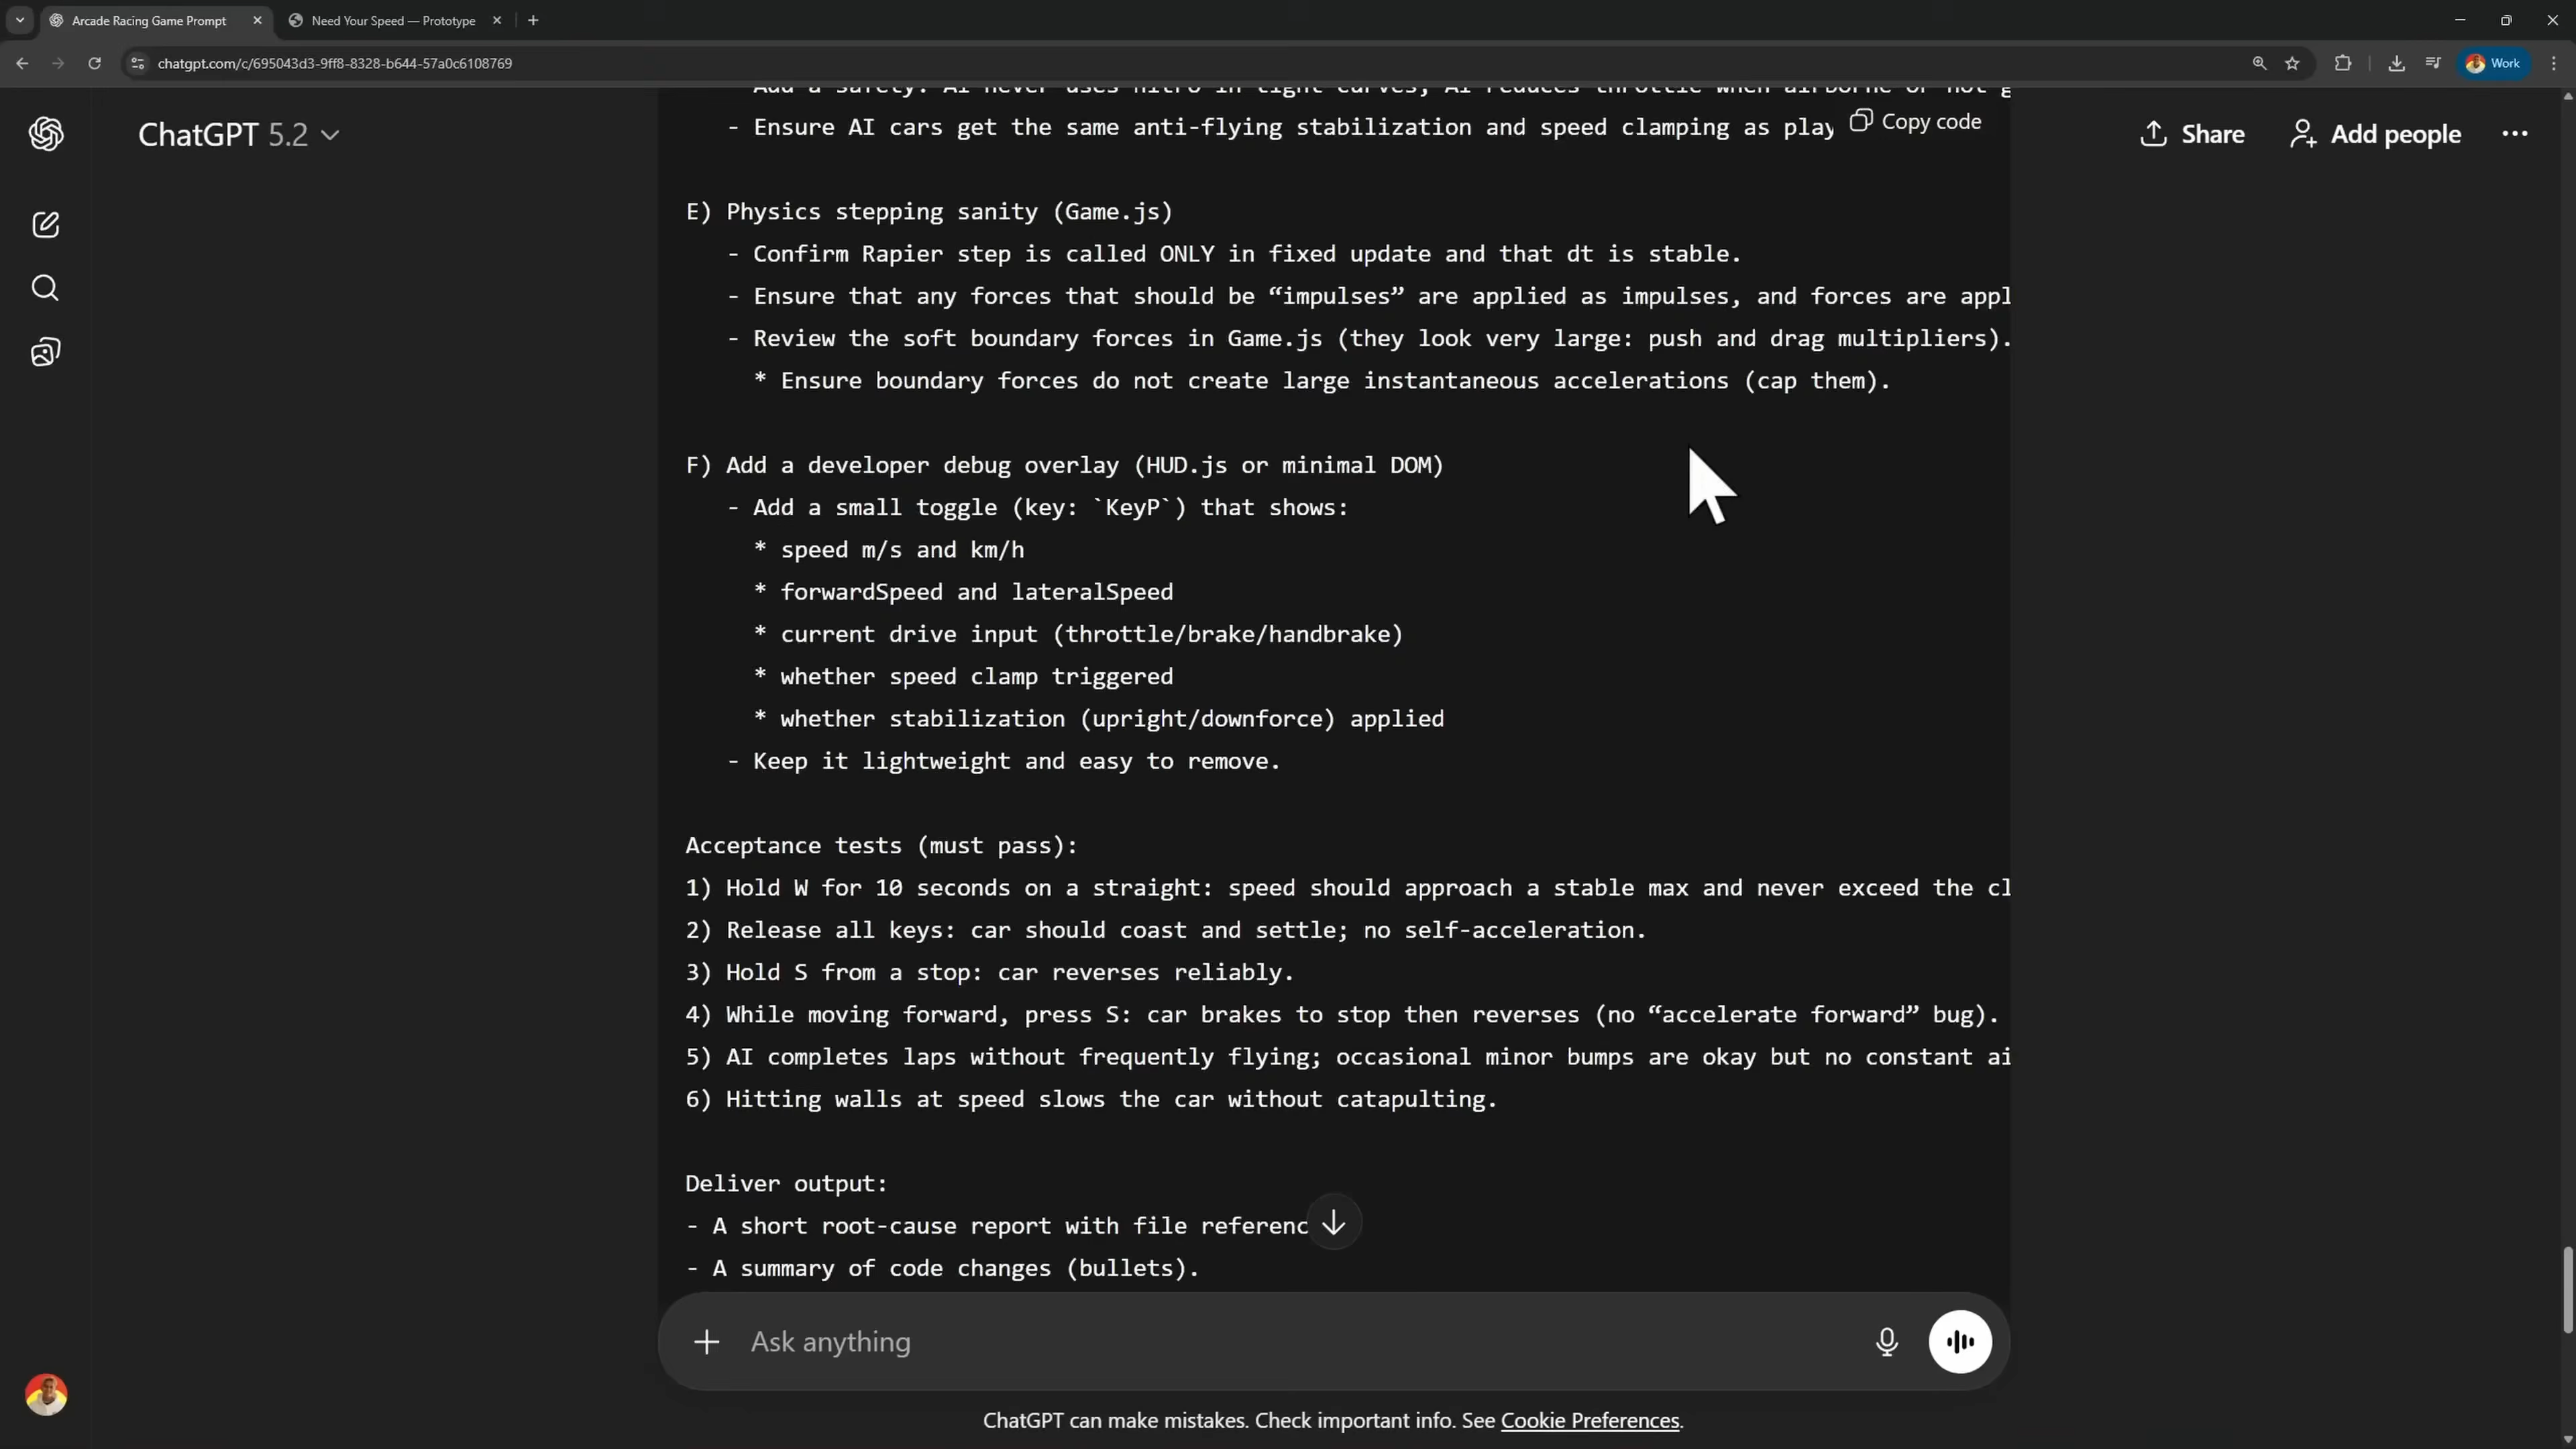 Arcade Racing Game Prompt
Need Your Speed — Prototype
chatgpt.com/c/695043d3-9ff8-8328-b644-57a0c6108769
Work
ChatGPT 5.2
Share
Add people
Copy code
- Ensure AI cars get the same anti-flying stabilization and speed clamping as play
E) Physics stepping sanity (Game.js)
- Confirm Rapier step is called ONLY in fixed update and that dt is stable.
- Ensure that any forces that should be “impulses” are applied as impulses, and forces are appl
- Review the soft boundary forces in Game.js (they look very large: push and drag multipliers).
* Ensure boundary forces do not create large instantaneous accelerations (cap them).
F) Add a developer debug overlay (HUD.js or minimal DOM)
- Add a small toggle (key: `KeyP`) that shows:
* speed m/s and km/h
* forwardSpeed and lateralSpeed
* current drive input (throttle/brake/handbrake)
* whether speed clamp triggered
* whether stabilization (upright/downforce) applied
- Keep it lightweight and easy to remove.
Acceptance tests (must pass):
1) Hold W for 10 seconds on a straight: speed should approach a stable max and never exceed the cl
2) Release all keys: car should coast and settle; no self-acceleration.
3) Hold S from a stop: car reverses reliably.
4) While moving forward, press S: car brakes to stop then reverses (no “accelerate forward” bug).
5) AI completes laps without frequently flying; occasional minor bumps are okay but no constant ai
6) Hitting walls at speed slows the car without catapulting.
Deliver output:
- A short root-cause report with file referenc
- A summary of code changes (bullets).
Ask anything
ChatGPT can make mistakes. Check important info. See Cookie Preferences.